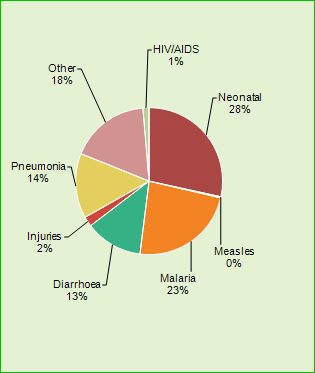 HIV/AIDS
1%
Other
18%
Neonatal
28%
Pneumonia
14%
Injuries
2%
Measles
0%
Diarrhoea
13%
Malaria
23%